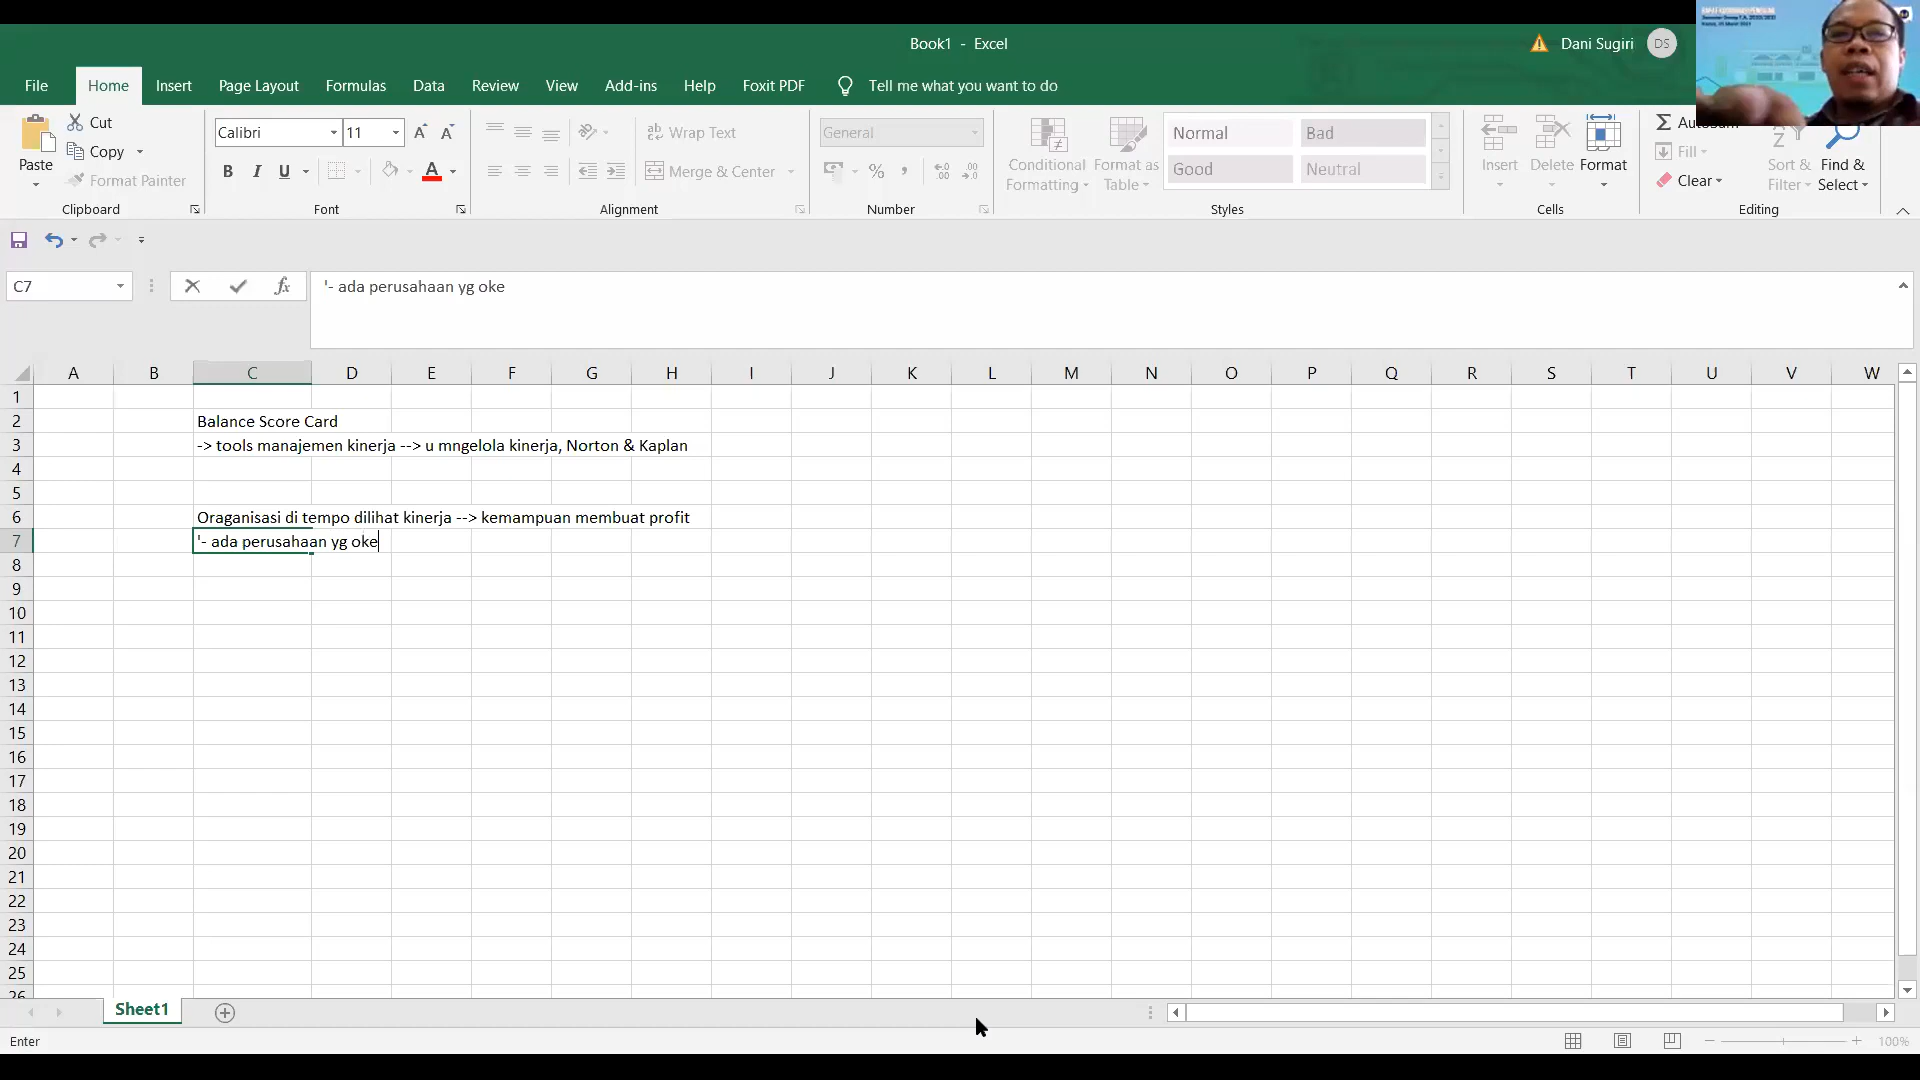 Book1 - Excel
Dani Sugiri
DS
File
Home
Insert
Page Layout
Formulas
Data
Review
View
Add-ins
Help
Foxit PDF
Tell me what you want to do
Paste
Cut
Copy
Format Painter
Clipboard
Calibri
11
B
I
U
Font
Wrap Text
Merge & Center
Alignment
General
%
Number
Conditional
Formatting
Format as
Table
Normal
Bad
Good
Neutral
Styles
Insert
Delete
Format
Cells
Fill
Clear
Sort &
Filter
Find &
Select
Editing
C7
fx
'- ada perusahaan yg oke
A B C D E F G H I J K L M N O P Q R S T U V W
1
2 Balance Score Card
3 -> tools manajemen kinerja --> u mngelola kinerja, Norton & Kaplan
4
5
6 Oraganisasi di tempo dilihat kinerja --> kemampuan membuat profit
7 '- ada perusahaan yg oke
8
9
10
11
12
13
14
15
16
17
18
19
20
21
22
23
24
25
26
Sheet1
Enter
100%